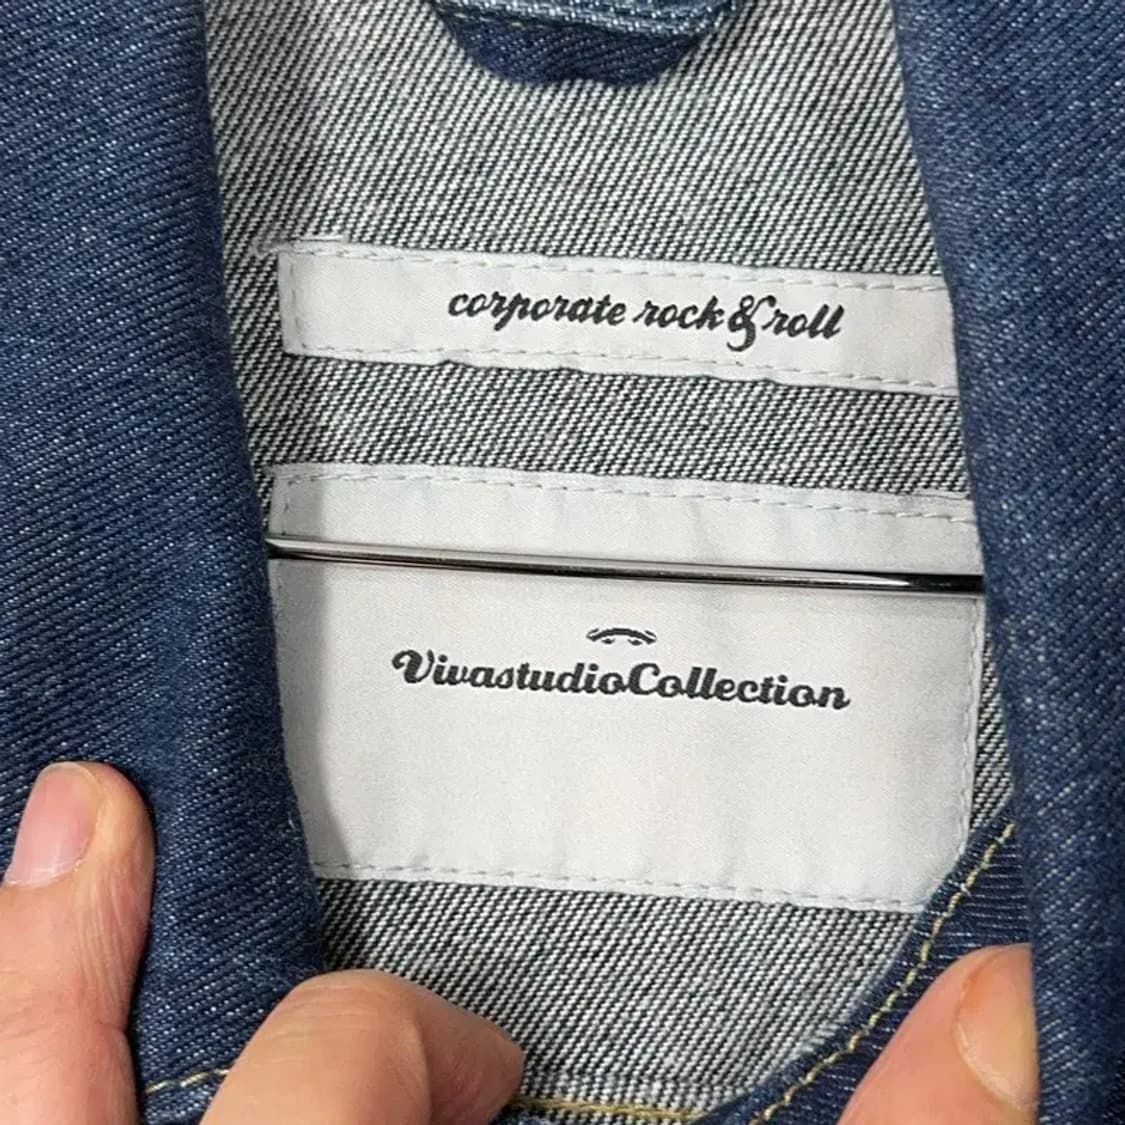 corporate rock & roll
VivastudioCollection